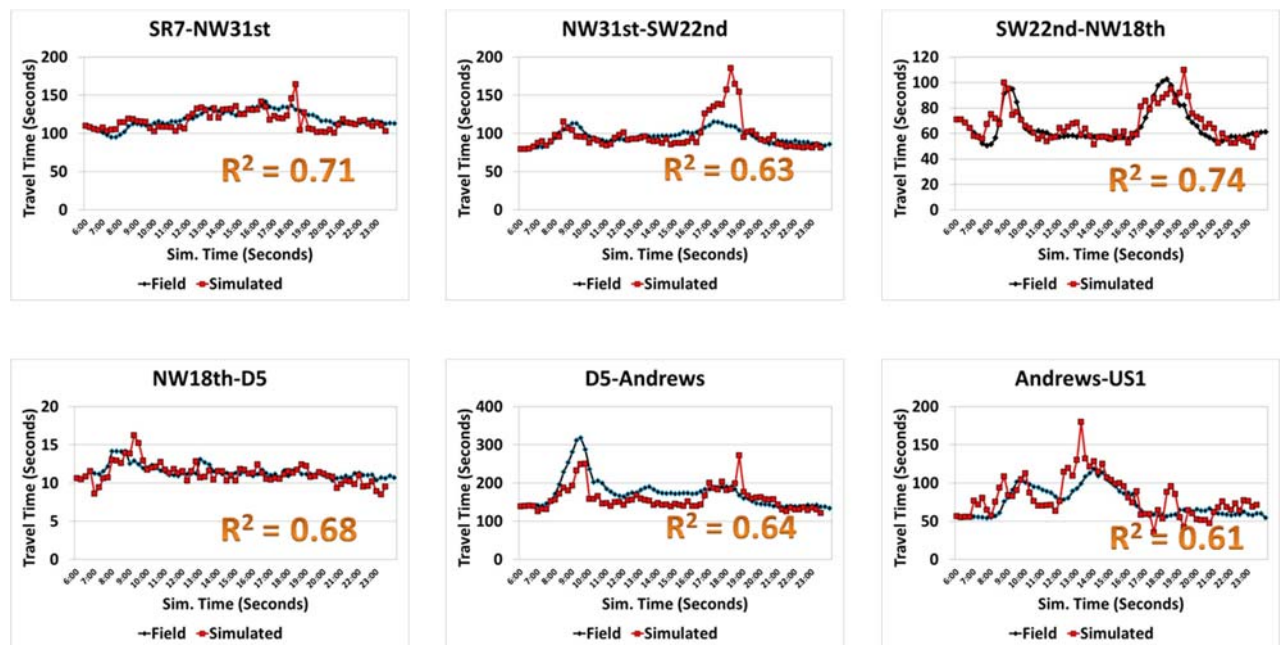 SR7-NW31st
Travel Time (Seconds)
200
150
100
50
0
R² = 0.71
6:00 7:00 8:00 9:00 10:00 11:00 12:00 13:00 14:00 15:00 16:00 17:00 18:00 19:00 20:00 21:00 22:00 23:00
Sim. Time (Seconds)
Field Simulated
NW31st-SW22nd
Travel Time (Seconds)
200
150
100
50
0
R² = 0.63
6:00 7:00 8:00 9:00 10:00 11:00 12:00 13:00 14:00 15:00 16:00 17:00 18:00 19:00 20:00 21:00 22:00 23:00
Sim. Time (Seconds)
Field Simulated
SW22nd-NW18th
Travel Time (Seconds)
120
100
80
60
40
20
0
R² = 0.74
6:00 7:00 8:00 9:00 10:00 11:00 12:00 13:00 14:00 15:00 16:00 17:00 18:00 19:00 20:00 21:00 22:00 23:00
Sim. Time (Seconds)
Field Simulated
NW18th-D5
Travel Time (Seconds)
20
15
10
5
0
R² = 0.68
6:00 7:00 8:00 9:00 10:00 11:00 12:00 13:00 14:00 15:00 16:00 17:00 18:00 19:00 20:00 21:00 22:00 23:00
Sim. Time (Seconds)
Field Simulated
D5-Andrews
Travel Time (Seconds)
400
300
200
100
0
R² = 0.64
6:00 7:00 8:00 9:00 10:00 11:00 12:00 13:00 14:00 15:00 16:00 17:00 18:00 19:00 20:00 21:00 22:00 23:00
Sim. Time (Seconds)
Field Simulated
Andrews-US1
Travel Time (Seconds)
200
150
100
50
0
R² = 0.61
6:00 7:00 8:00 9:00 10:00 11:00 12:00 13:00 14:00 15:00 16:00 17:00 18:00 19:00 20:00 21:00 22:00 23:00
Sim. Time (Seconds)
Field Simulated